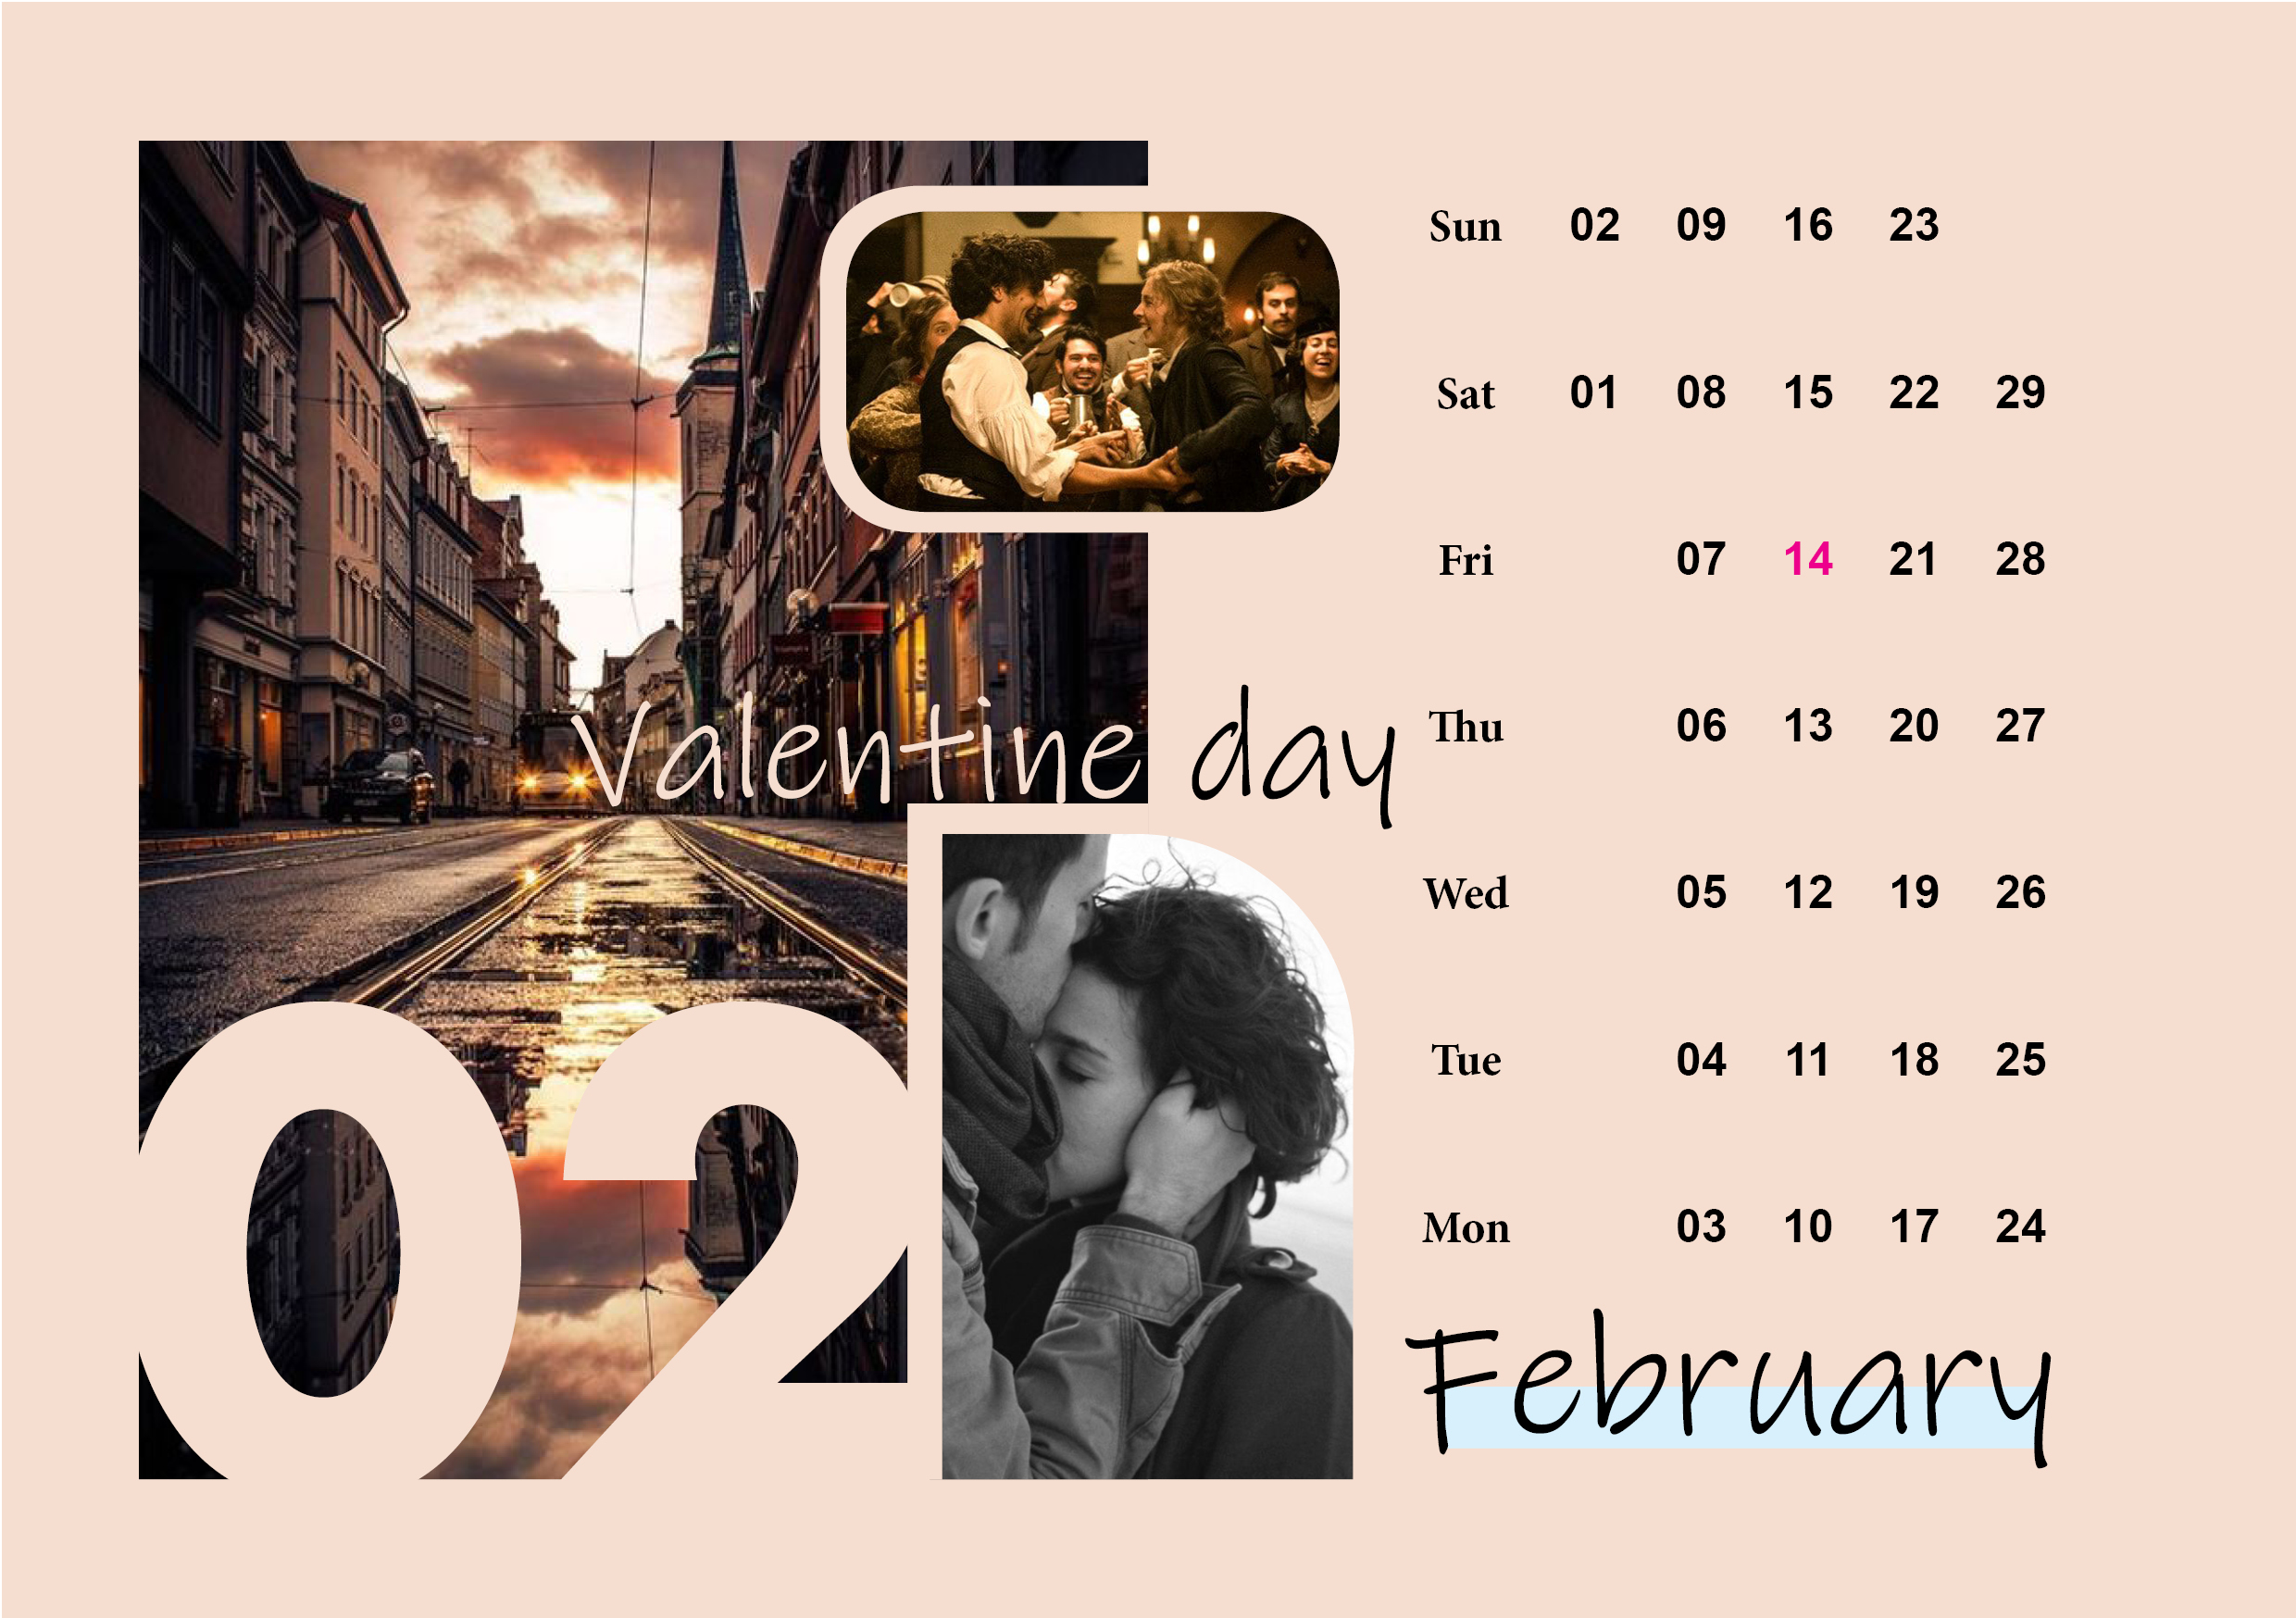 Valentine day
02
Sun 02 09 16 23
Sat 01 08 15 22 29
Fri 07 14 21 28
Thu 06 13 20 27
Wed 05 12 19 26
Tue 04 11 18 25
Mon 03 10 17 24
February